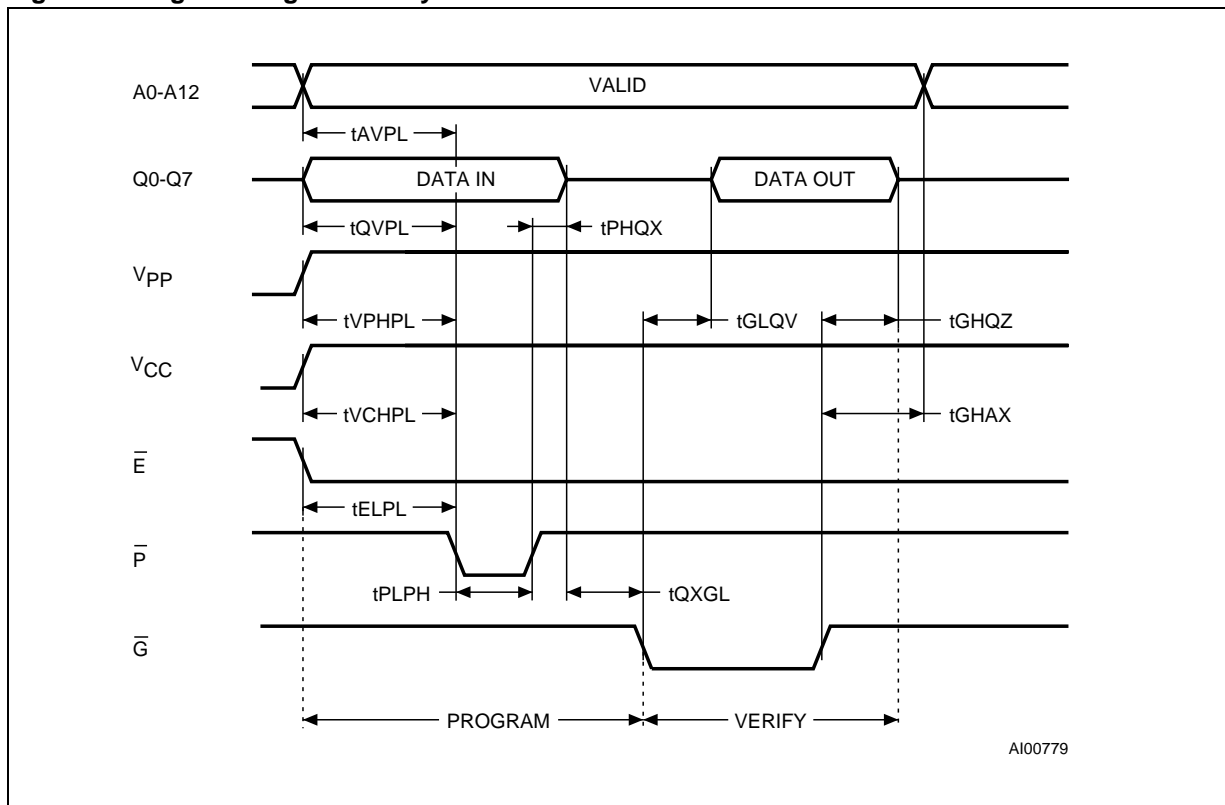 A0-A12
VALID
tAVPL
Q0-Q7
DATA IN
DATA OUT
tQVPL
tPHQX
VPP
tVPHPL
tGLQV
tGHQZ
VCC
tVCHPL
tGHAX
E
tELPL
P
tPLPH
tQXGL
G
PROGRAM
VERIFY
AI00779